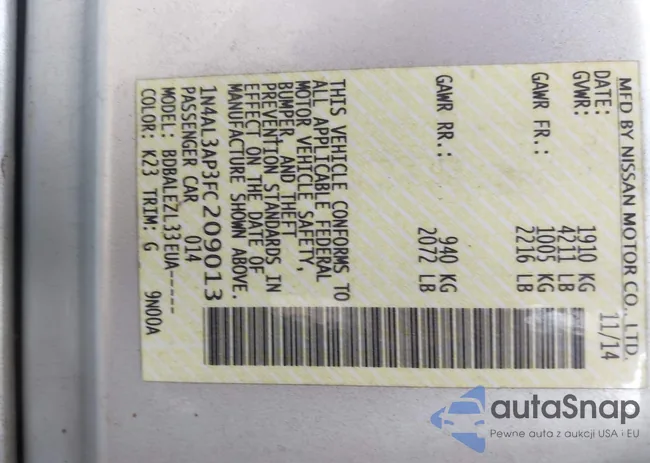 MFD BY NISSAN MOTOR CO., LTD.
DATE: 11/14
GVWR: 1910 KG
4211 LB
GAWR FR.: 1005 KG
2216 LB
GAWR RR.: 940 KG
2072 LB
THIS VEHICLE CONFORMS TO
ALL APPLICABLE FEDERAL
MOTOR VEHICLE SAFETY,
BUMPER, AND THEFT
PREVENTION STANDARDS IN
EFFECT ON THE DATE OF
MANUFACTURE SHOWN ABOVE.
1N4AL3AP3FC209013
PASSENGER CAR 014
MODEL: BDBALEZL33EUA-----
COLOR: K23 TRIM: G 9N00A
autaSnap
Pewne auta z aukcji USA i EU